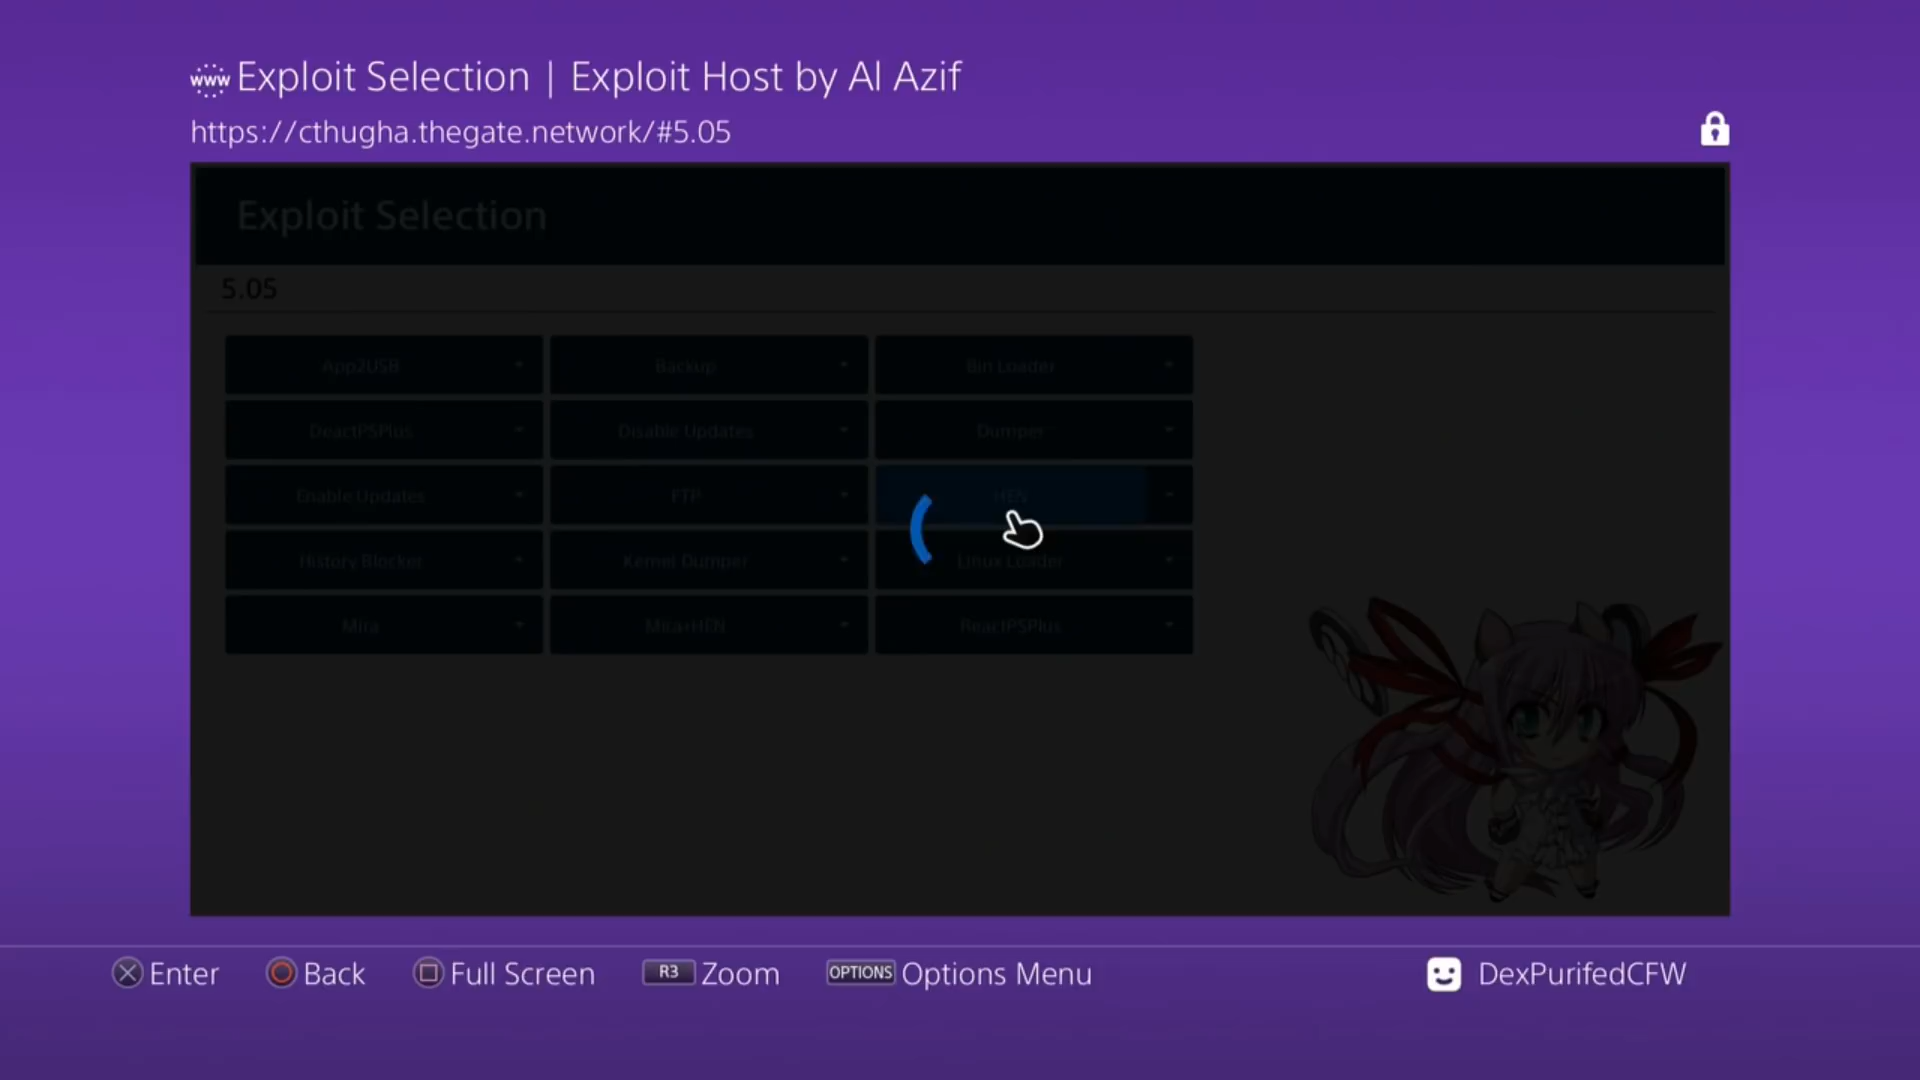 www Exploit Selection | Exploit Host by Al Azif
https://cthugha.thegate.network/#5.05
Exploit Selection
5.05
App2USB Backup Bin Loader
DeactPSPlus Disable Updates Dumper
Enable Updates FTP HEN
History Blocker Kernel Dumper Linux Loader
Mira Mira+HEN ReactPSPlus
Enter Back Full Screen R3 Zoom OPTIONS Options Menu DexPurifedCFW